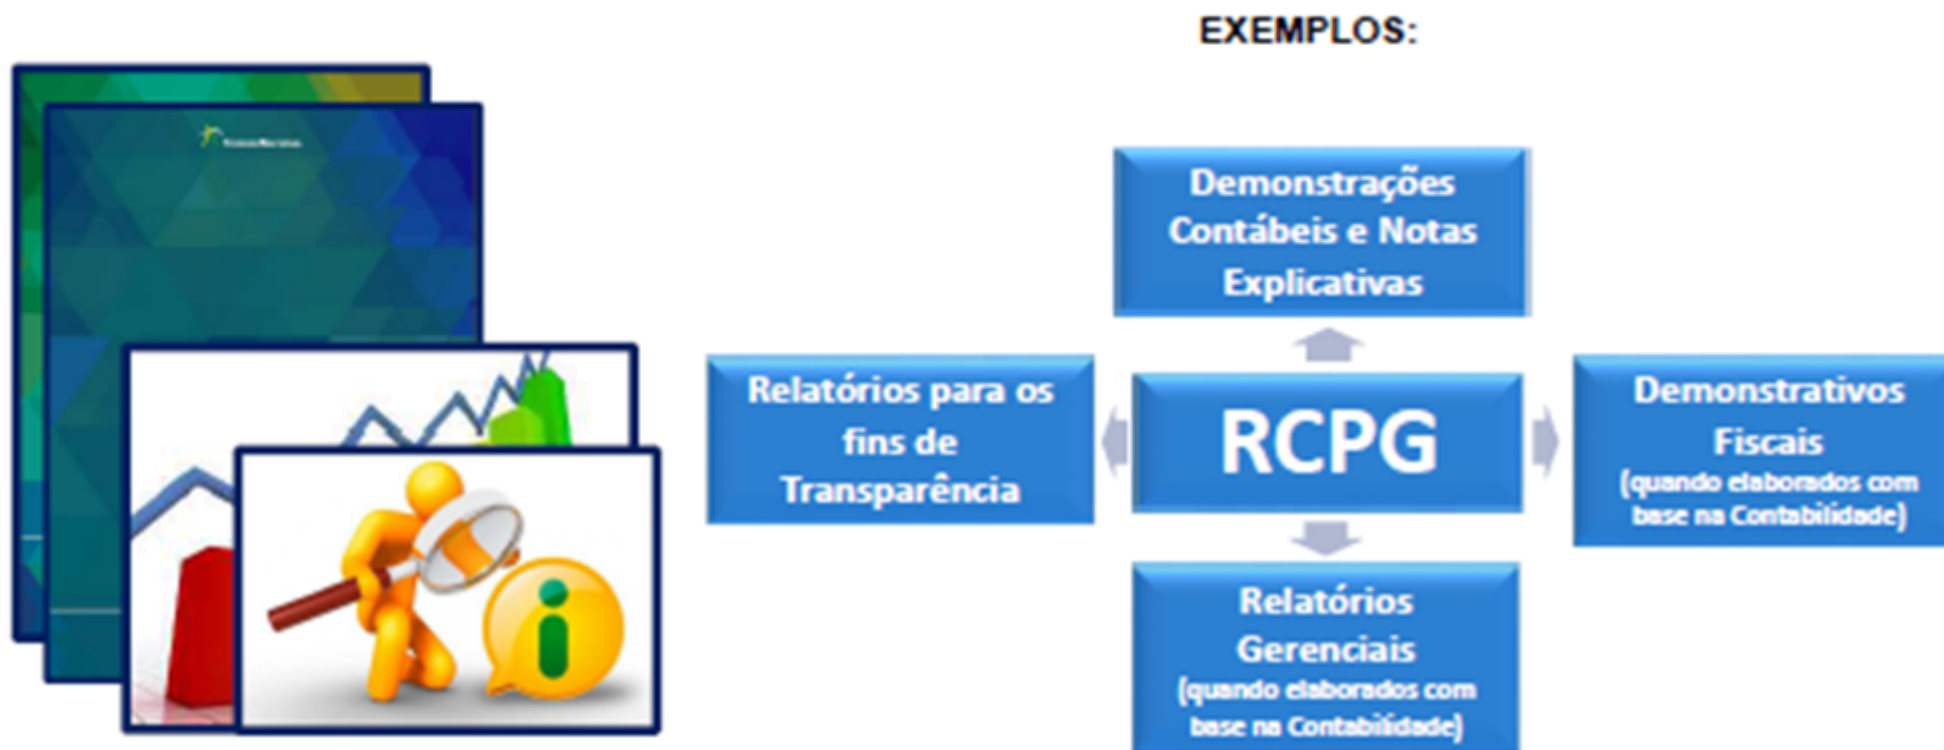 EXEMPLOS:
Demonstrações
Contábeis e Notas
Explicativas
Relatórios para os
fins de
Transparência
RCPG
Demonstrativos
Fiscais
(quando elaborados com
base na Contabilidade)
Relatórios
Gerenciais
(quando elaborados com
base na Contabilidade)